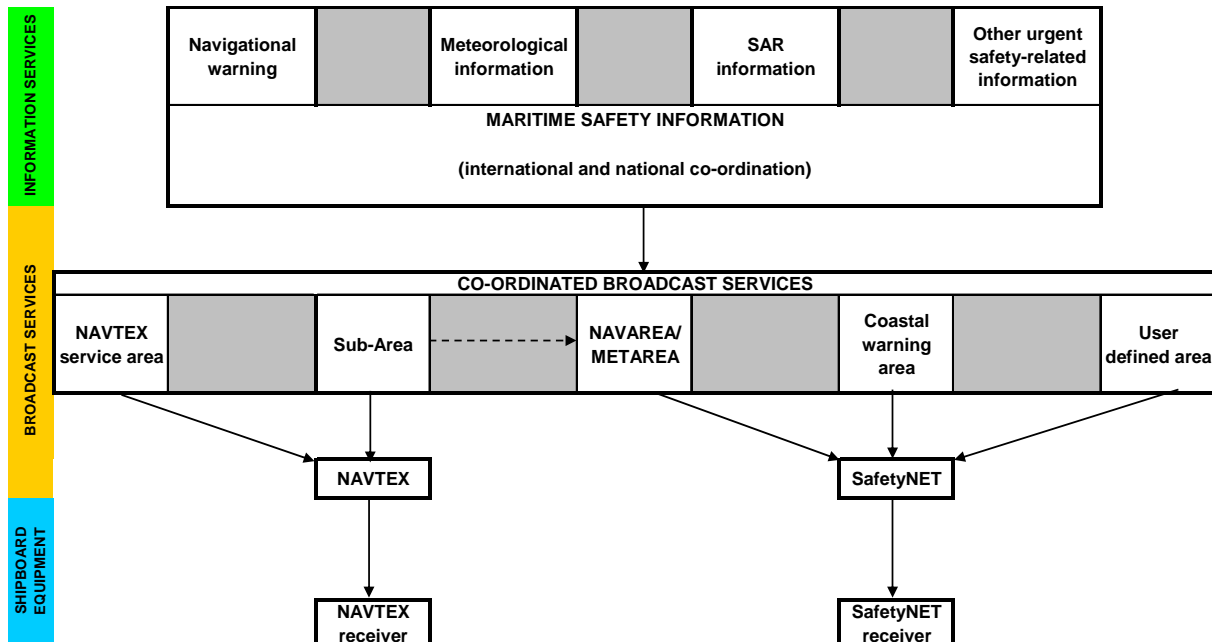 INFORMATION SERVICES
Navigational
warning
Meteorological
information
SAR
information
Other urgent
safety-related
information
MARITIME SAFETY INFORMATION
(international and national co-ordination)
BROADCAST SERVICES
CO-ORDINATED BROADCAST SERVICES
NAVTEX
service area
Sub-Area
NAVAREA/
METAREA
Coastal
warning
area
User
defined area
NAVTEX
SafetyNET
SHIPBOARD
EQUIPMENT
NAVTEX
receiver
SafetyNET
receiver